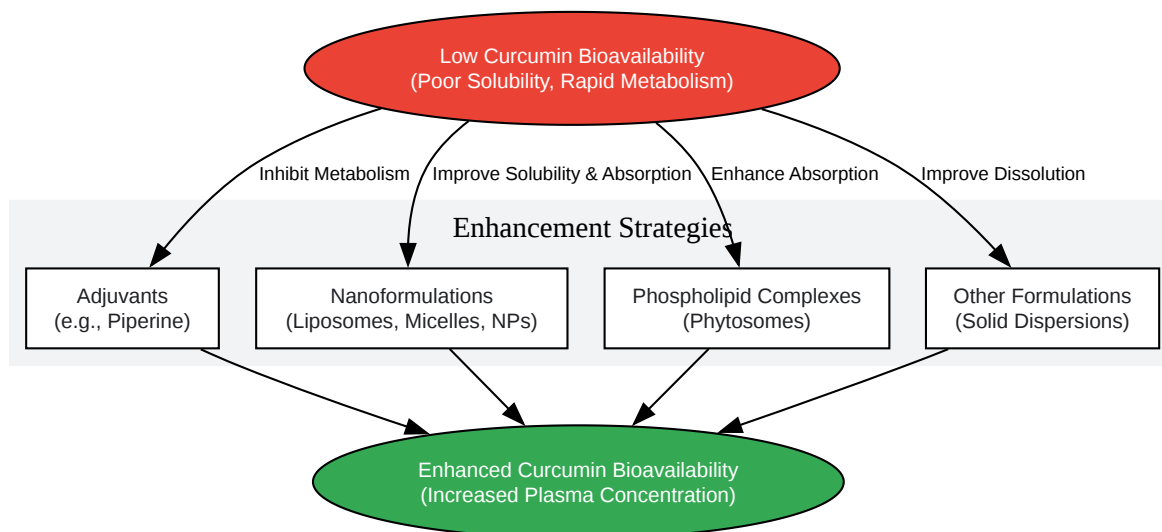 Low Curcumin Bioavailability
(Poor Solubility, Rapid Metabolism)
Inhibit Metabolism
Improve Solubility & Absorption
Enhance Absorption
Improve Dissolution
Enhancement Strategies
Adjuvants
(e.g., Piperine)
Nanoformulations
(Liposomes, Micelles, NPs)
Phospholipid Complexes
(Phytosomes)
Other Formulations
(Solid Dispersions)
Enhanced Curcumin Bioavailability
(Increased Plasma Concentration)